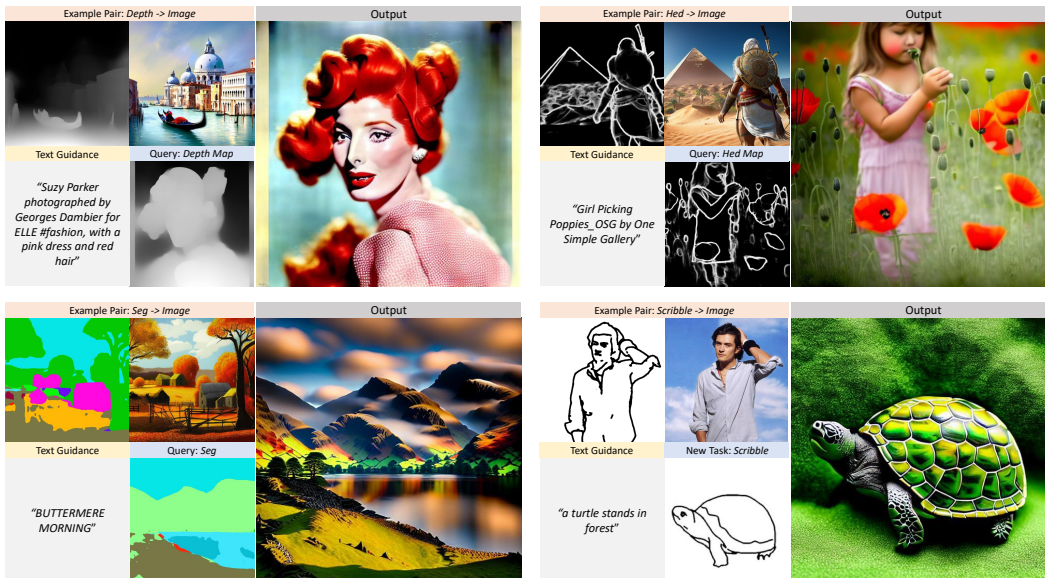 Example Pair: Depth -> Image
Output
Text Guidance
Query: Depth Map
“Suzy Parker
photographed by
Georges Dambier for
ELLE #fashion, with a
pink dress and red
hair”
Example Pair: Hed -> Image
Output
Text Guidance
Query: Hed Map
“Girl Picking
Poppies_OSG by One
Simple Gallery”
Example Pair: Seg -> Image
Output
Text Guidance
Query: Seg
“BUTTERMERE
MORNING”
Example Pair: Scribble -> Image
Output
Text Guidance
New Task: Scribble
“a turtle stands in
forest”